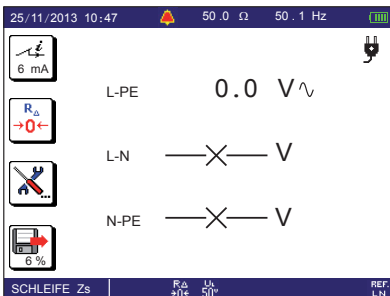 25/11/2013 10:47 50.0 Ω 50.1 Hz
i
6 mA
L-PE 0.0 V∿
RΔ
→0←
L-N —×— V
...
N-PE —×— V
6 %
SCHLEIFE Zs RΔ →0← UL 50V REF. LN